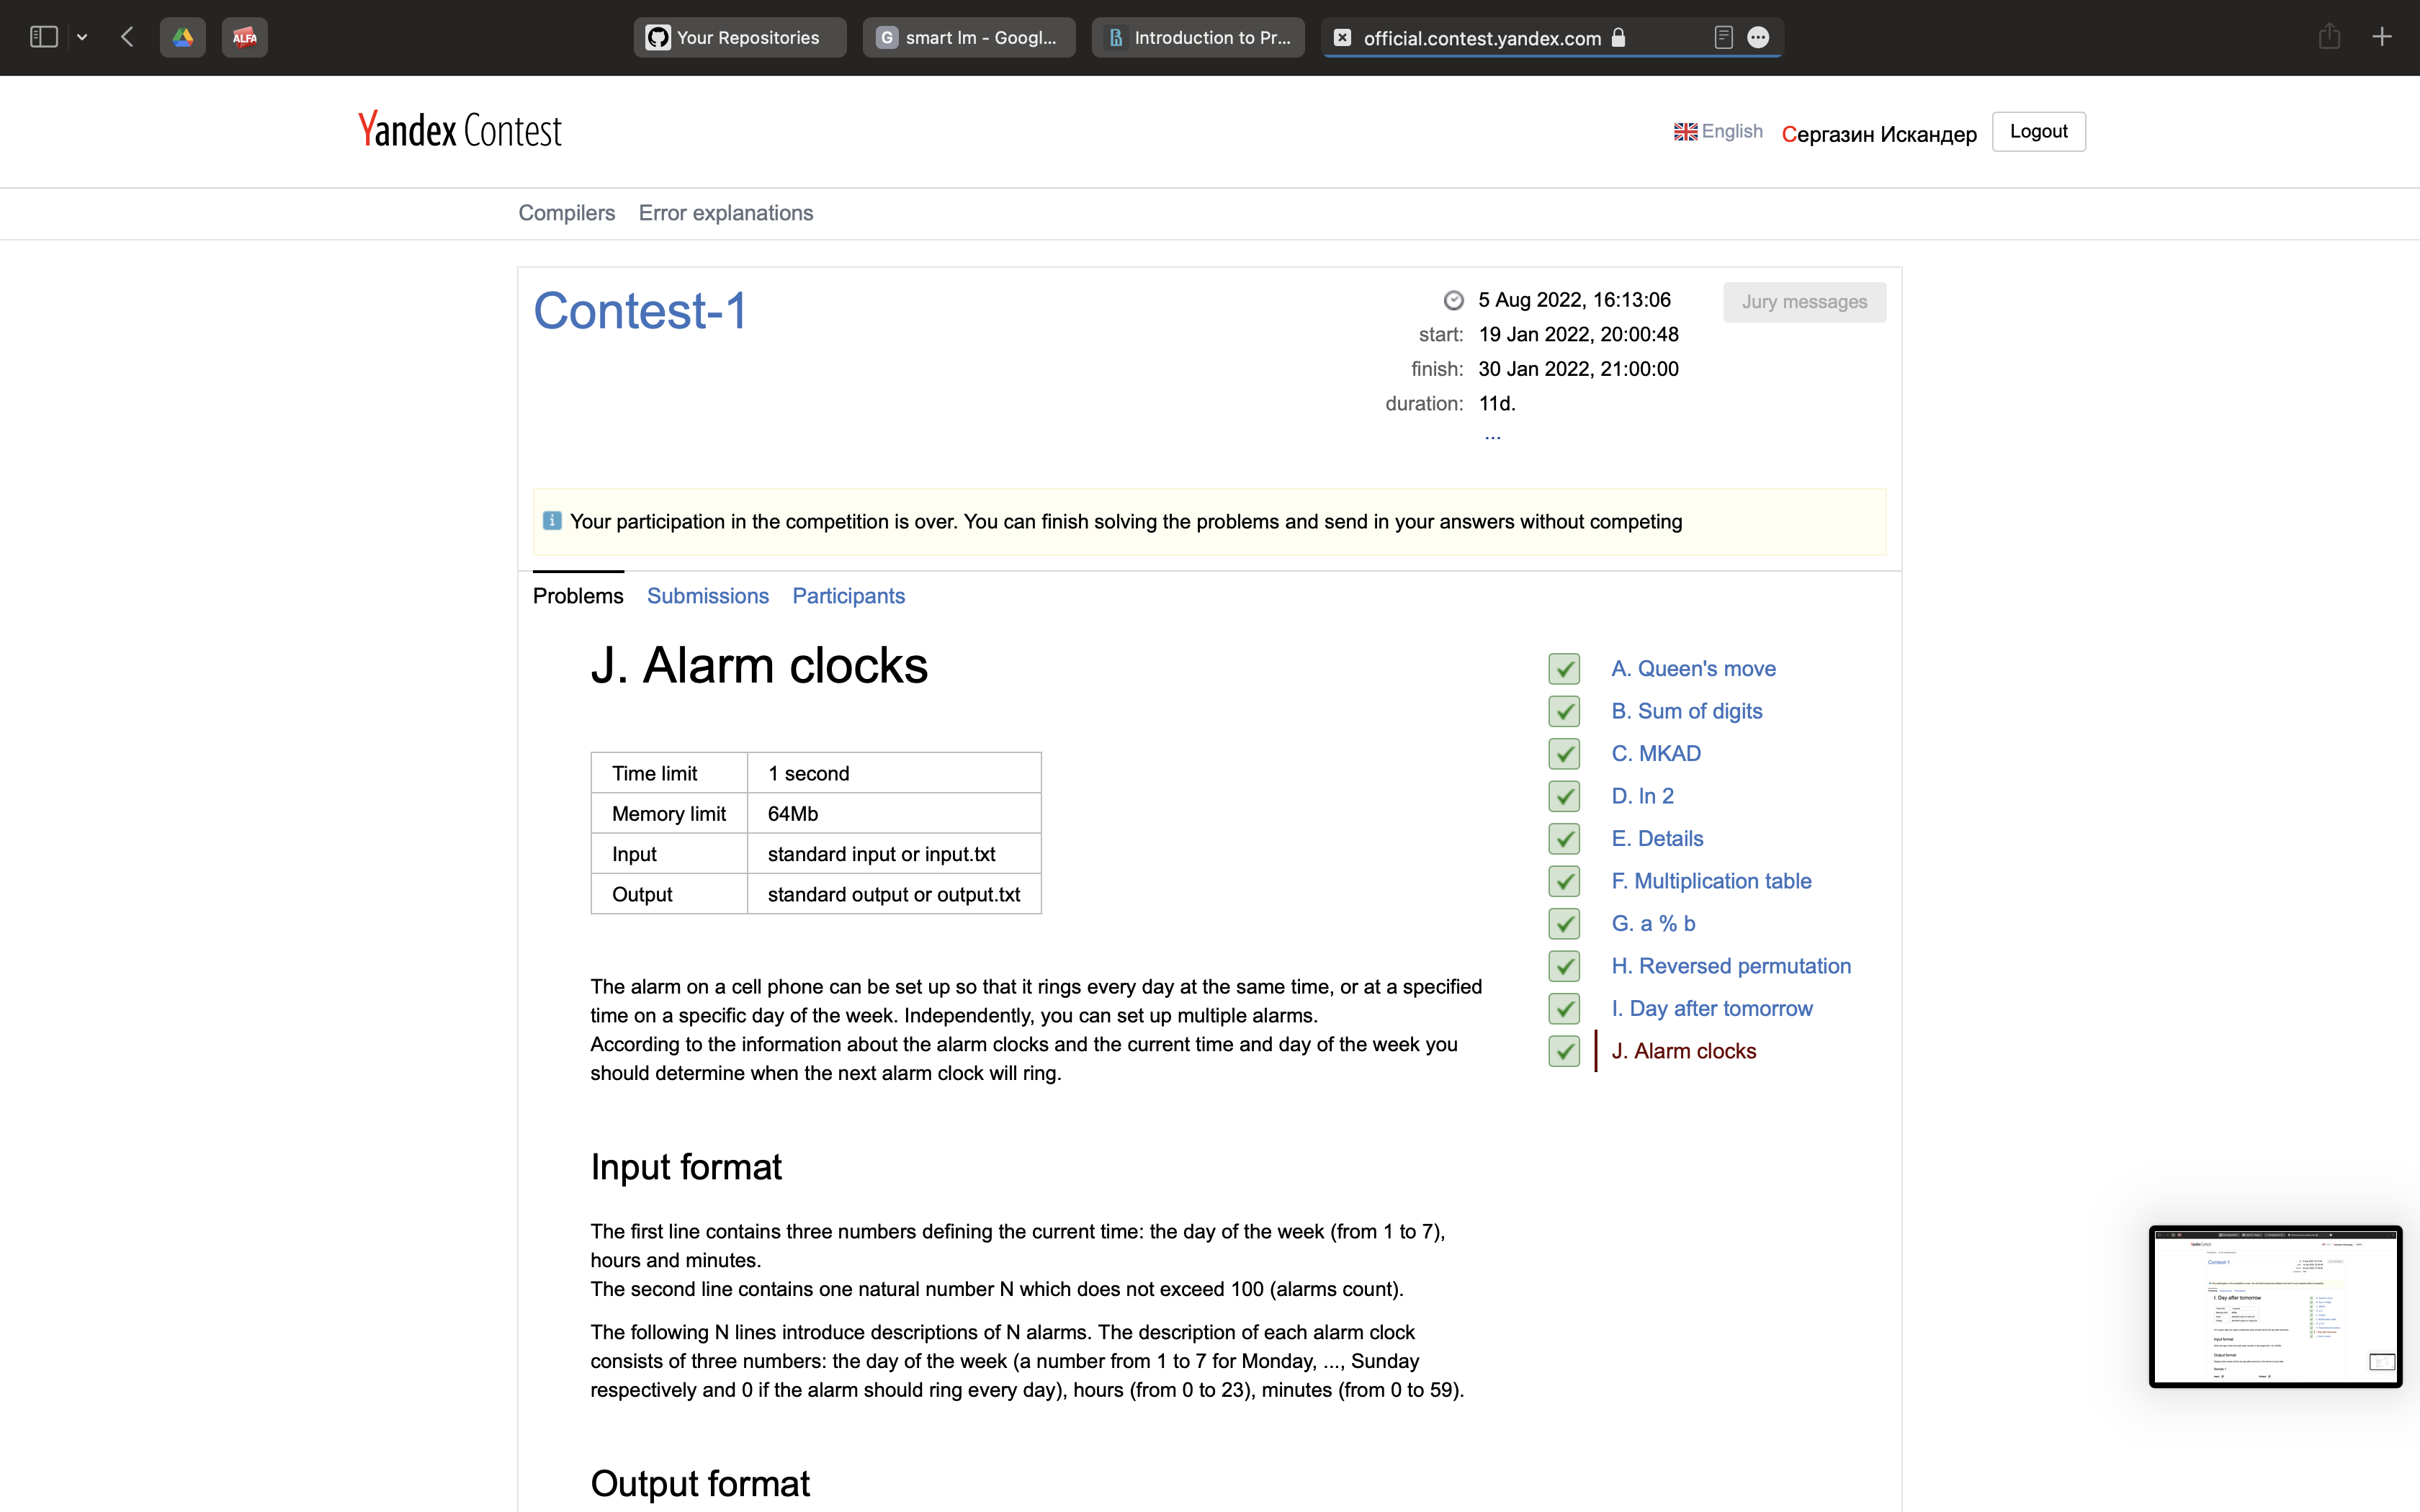 ALFA
Your Repositories
G smart lm - Googl...
Introduction to Pr...
official.contest.yandex.com
Yandex Contest
English
Сергазин Искандер
Logout
Compilers
Error explanations
Contest-1
5 Aug 2022, 16:13:06
start: 19 Jan 2022, 20:00:48
finish: 30 Jan 2022, 21:00:00
duration: 11d.
...
Jury messages
Your participation in the competition is over. You can finish solving the problems and send in your answers without competing
Problems
Submissions
Participants
J. Alarm clocks
Time limit 1 second
Memory limit 64Mb
Input standard input or input.txt
Output standard output or output.txt
The alarm on a cell phone can be set up so that it rings every day at the same time, or at a specified
time on a specific day of the week. Independently, you can set up multiple alarms.
According to the information about the alarm clocks and the current time and day of the week you
should determine when the next alarm clock will ring.
Input format
The first line contains three numbers defining the current time: the day of the week (from 1 to 7),
hours and minutes.
The second line contains one natural number N which does not exceed 100 (alarms count).
The following N lines introduce descriptions of N alarms. The description of each alarm clock
consists of three numbers: the day of the week (a number from 1 to 7 for Monday, ..., Sunday
respectively and 0 if the alarm should ring every day), hours (from 0 to 23), minutes (from 0 to 59).
Output format
A. Queen's move
B. Sum of digits
C. MKAD
D. ln 2
E. Details
F. Multiplication table
G. a % b
H. Reversed permutation
I. Day after tomorrow
J. Alarm clocks
Contest-1
I. Day after tomorrow
Input format
Output format